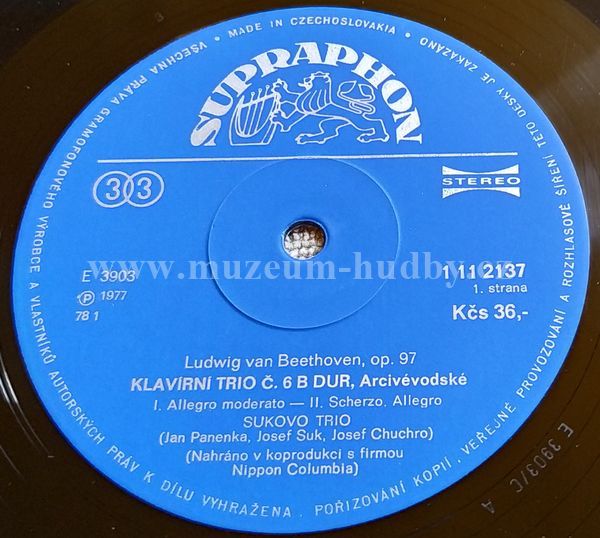 VŠECHNA PRÁVA GRAMOFONOVÉHO VÝROBCE A VLASTNÍKŮ AUTORSKÝCH PRÁV K DÍLU VYHRAŽENA. POŘIZOVÁNÍ KOPIÍ, VEŘEJNÉ PROVOZOVÁNÍ A ROZHLASOVÉ ŠÍŘENÍ TÉTO DESKY JE ZAKÁZÁNO • MADE IN CZECHOSLOVAKIA •
SUPRAPHON
33
STEREO
www.muzeum-hudby.cz
E 3903
Ⓟ 1977
78 1
1 11 2137
1. strana
Kčs 36,-
Ludwig van Beethoven, op. 97
KLAVÍRNÍ TRIO Č. 6 B DUR, Arcivévodské
I. Allegro moderato — II. Scherzo. Allegro
SUKOVO TRIO
(Jan Panenka, Josef Suk, Josef Chuchro)
(Nahráno v koprodukci s firmou
Nippon Columbia)
E 3903/C A